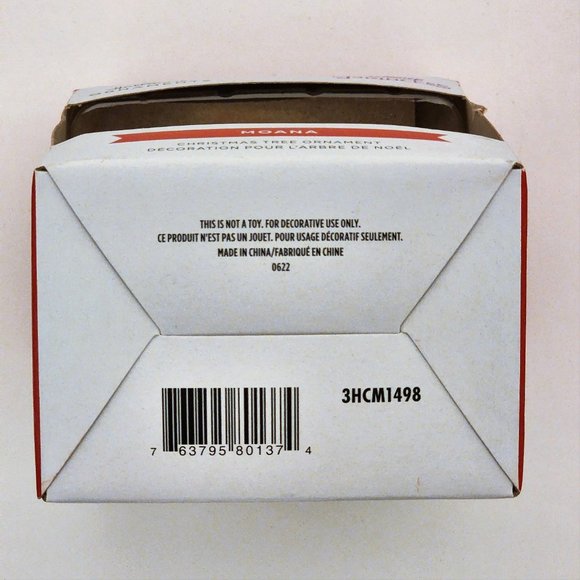 MOANA
CHRISTMAS TREE ORNAMENT
DÉCORATION POUR L'ARBRE DE NOËL
THIS IS NOT A TOY. FOR DECORATIVE USE ONLY.
CE PRODUIT N'EST PAS UN JOUET. POUR USAGE DÉCORATIF SEULEMENT.
MADE IN CHINA/FABRIQUÉ EN CHINE
0622
3HCM1498
7 63795 80137 4